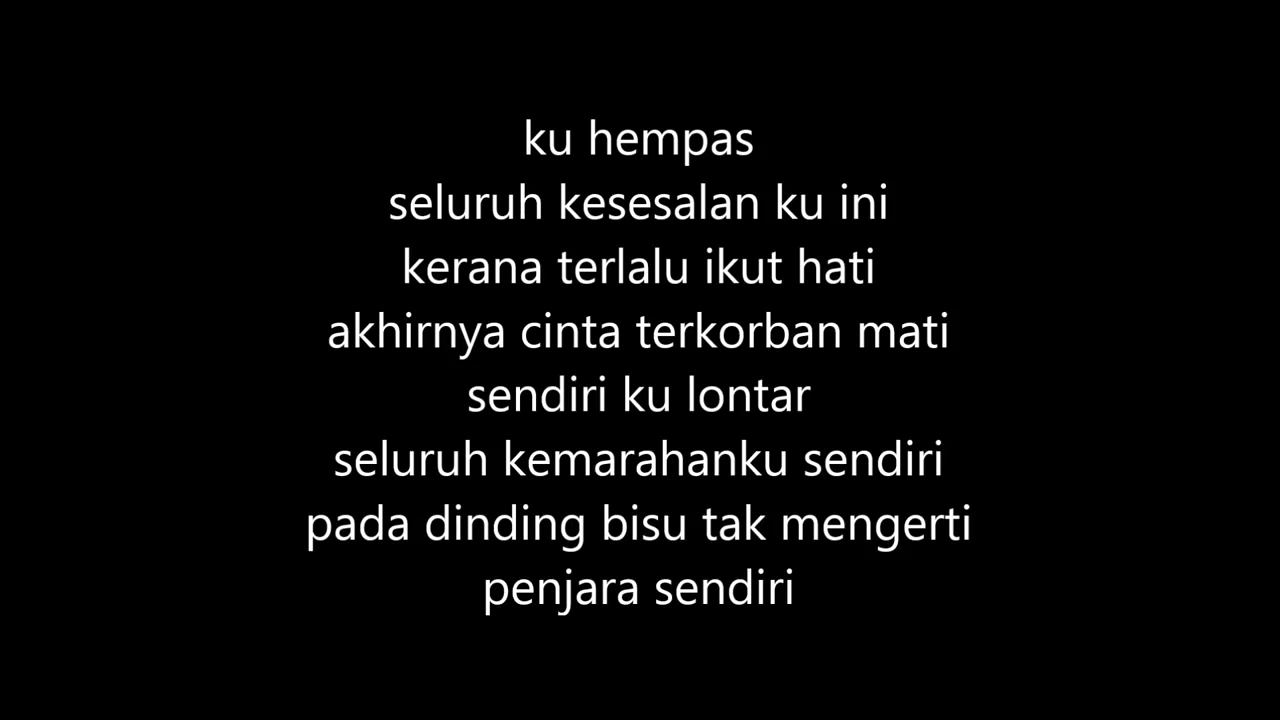 ku hempas
seluruh kesesalan ku ini
kerana terlalu ikut hati
akhirnya cinta terkorban mati
sendiri ku lontar
seluruh kemarahanku sendiri
pada dinding bisu tak mengerti
penjara sendiri